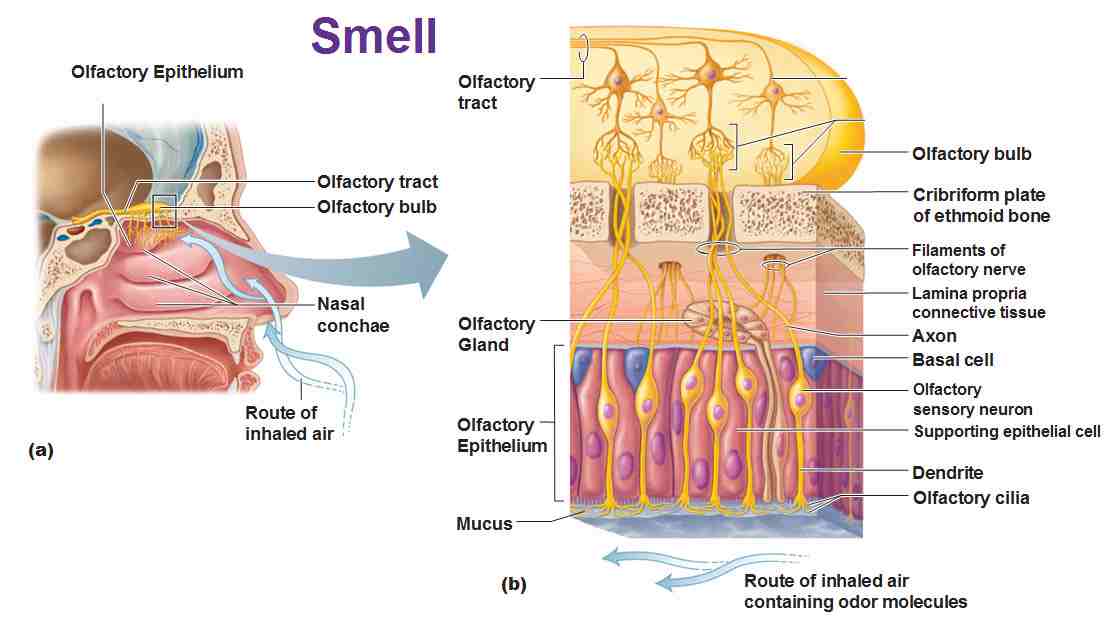 Smell
Olfactory Epithelium
Olfactory tract
Olfactory bulb
Nasal
conchae
Route of
inhaled air
(a)
Olfactory
tract
Olfactory bulb
Cribriform plate
of ethmoid bone
Filaments of
olfactory nerve
Lamina propria
connective tissue
Olfactory
Gland
Axon
Basal cell
Olfactory
sensory neuron
Olfactory
Epithelium
Supporting epithelial cell
Dendrite
Olfactory cilia
Mucus
(b)
Route of inhaled air
containing odor molecules